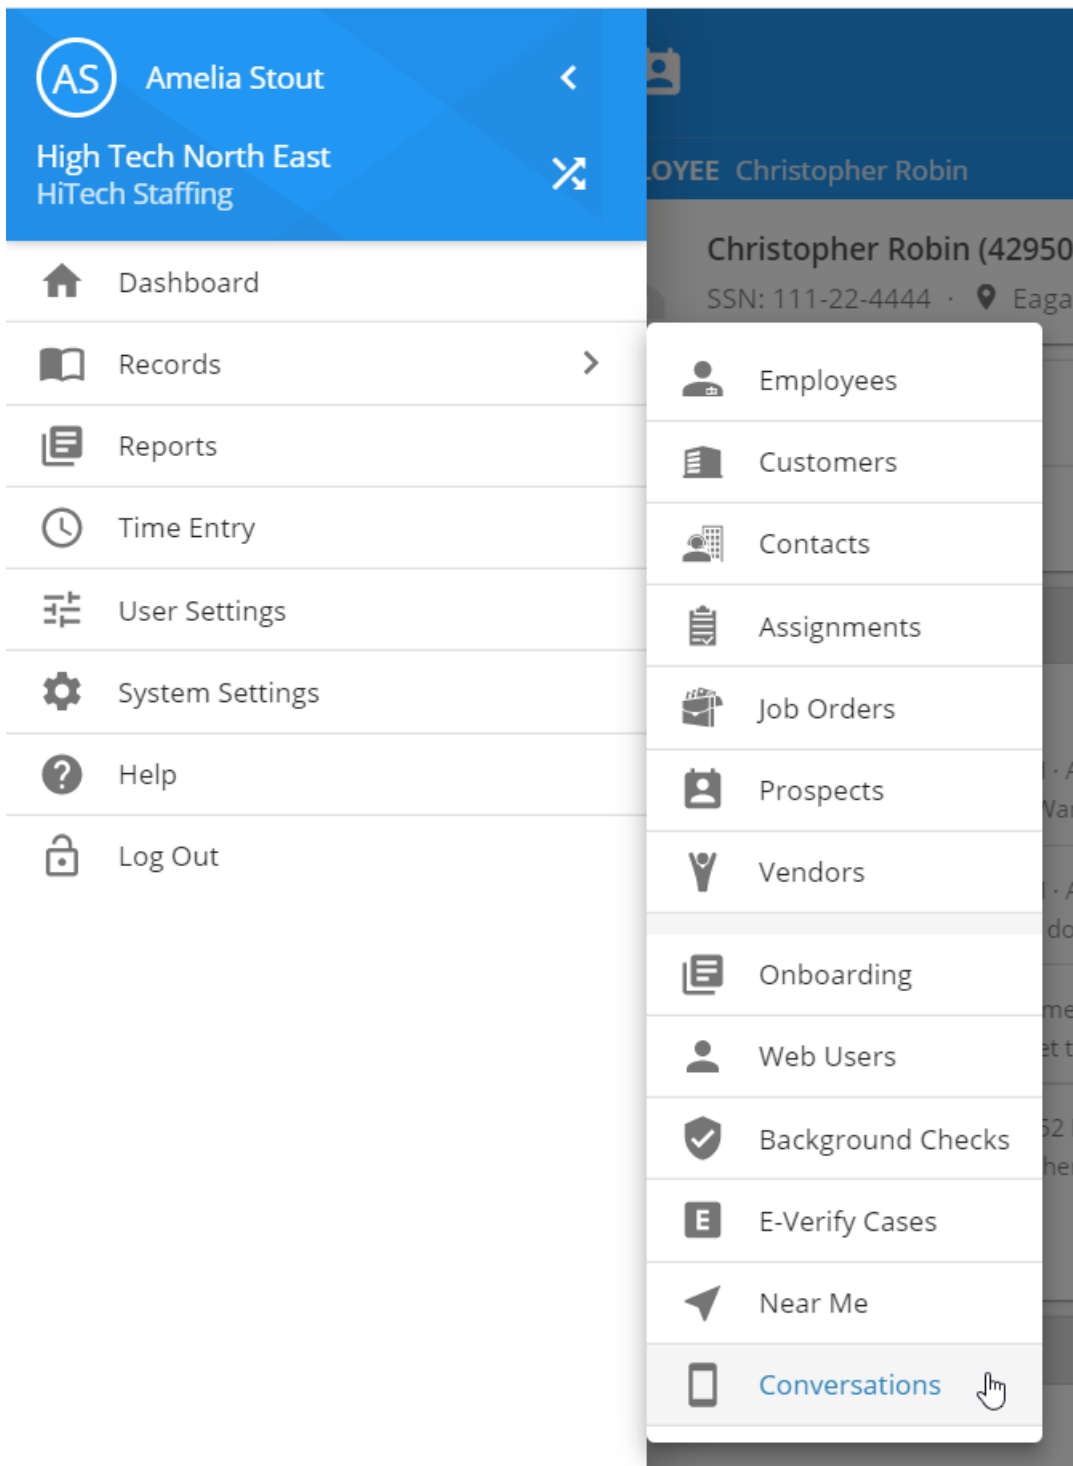 AS Amelia Stout
High Tech North East
HiTech Staffing
Dashboard
Records
Reports
Time Entry
User Settings
System Settings
Help
Log Out
LOYEE Christopher Robin
Christopher Robin (42950
SSN: 111-22-4444 · Eaga
Employees
Customers
Contacts
Assignments
Job Orders
Prospects
Vendors
Onboarding
Web Users
Background Checks
E E-Verify Cases
Near Me
Conversations